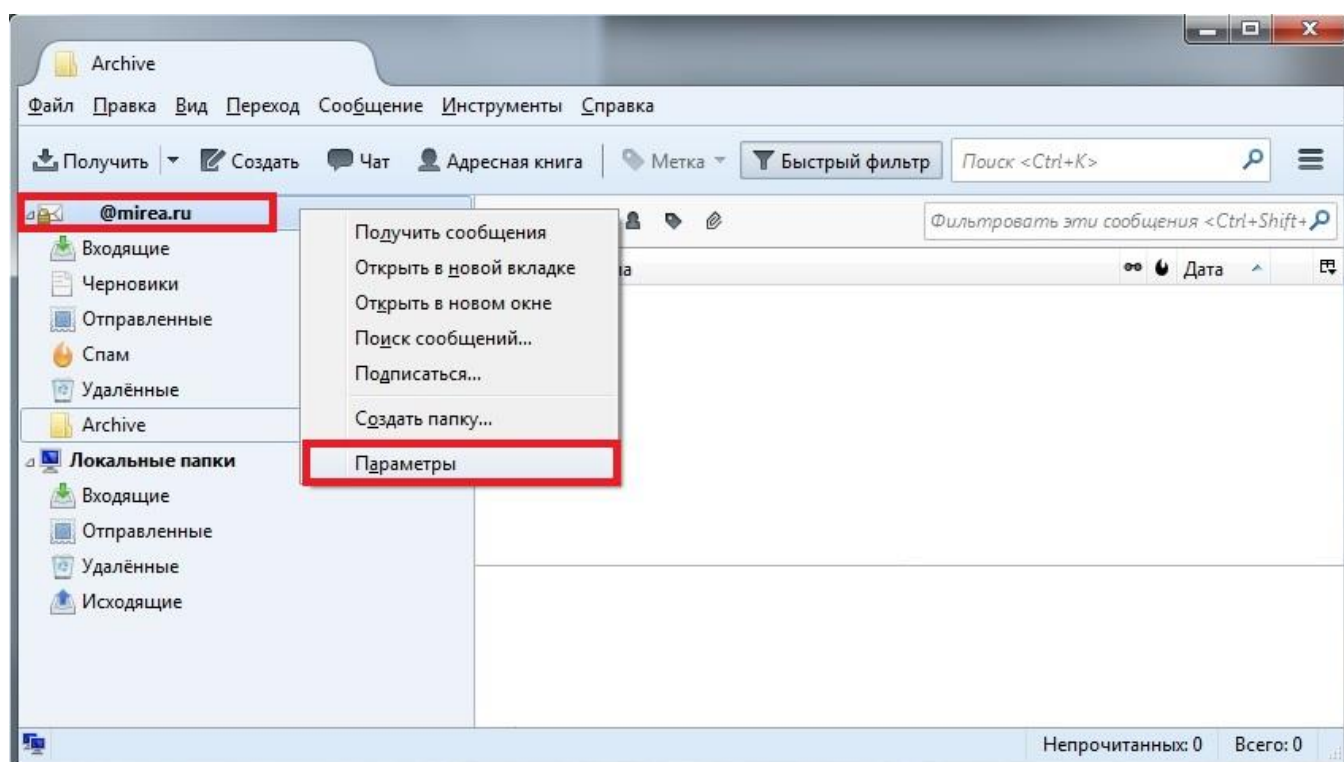 Archive
Файл Правка Вид Переход Сообщение Инструменты Справка
Получить Создать Чат Адресная книга Метка Быстрый фильтр Поиск <Ctrl+K>
@mirea.ru
Фильтровать эти сообщения <Ctrl+Shift+
Входящие
Черновики
Отправленные
Спам
Удалённые
Archive
Локальные папки
Входящие
Отправленные
Удалённые
Исходящие
Получить сообщения
Открыть в новой вкладке
Открыть в новом окне
Поиск сообщений...
Подписаться...
Создать папку...
Параметры
Дата
Непрочитанных: 0 Всего: 0